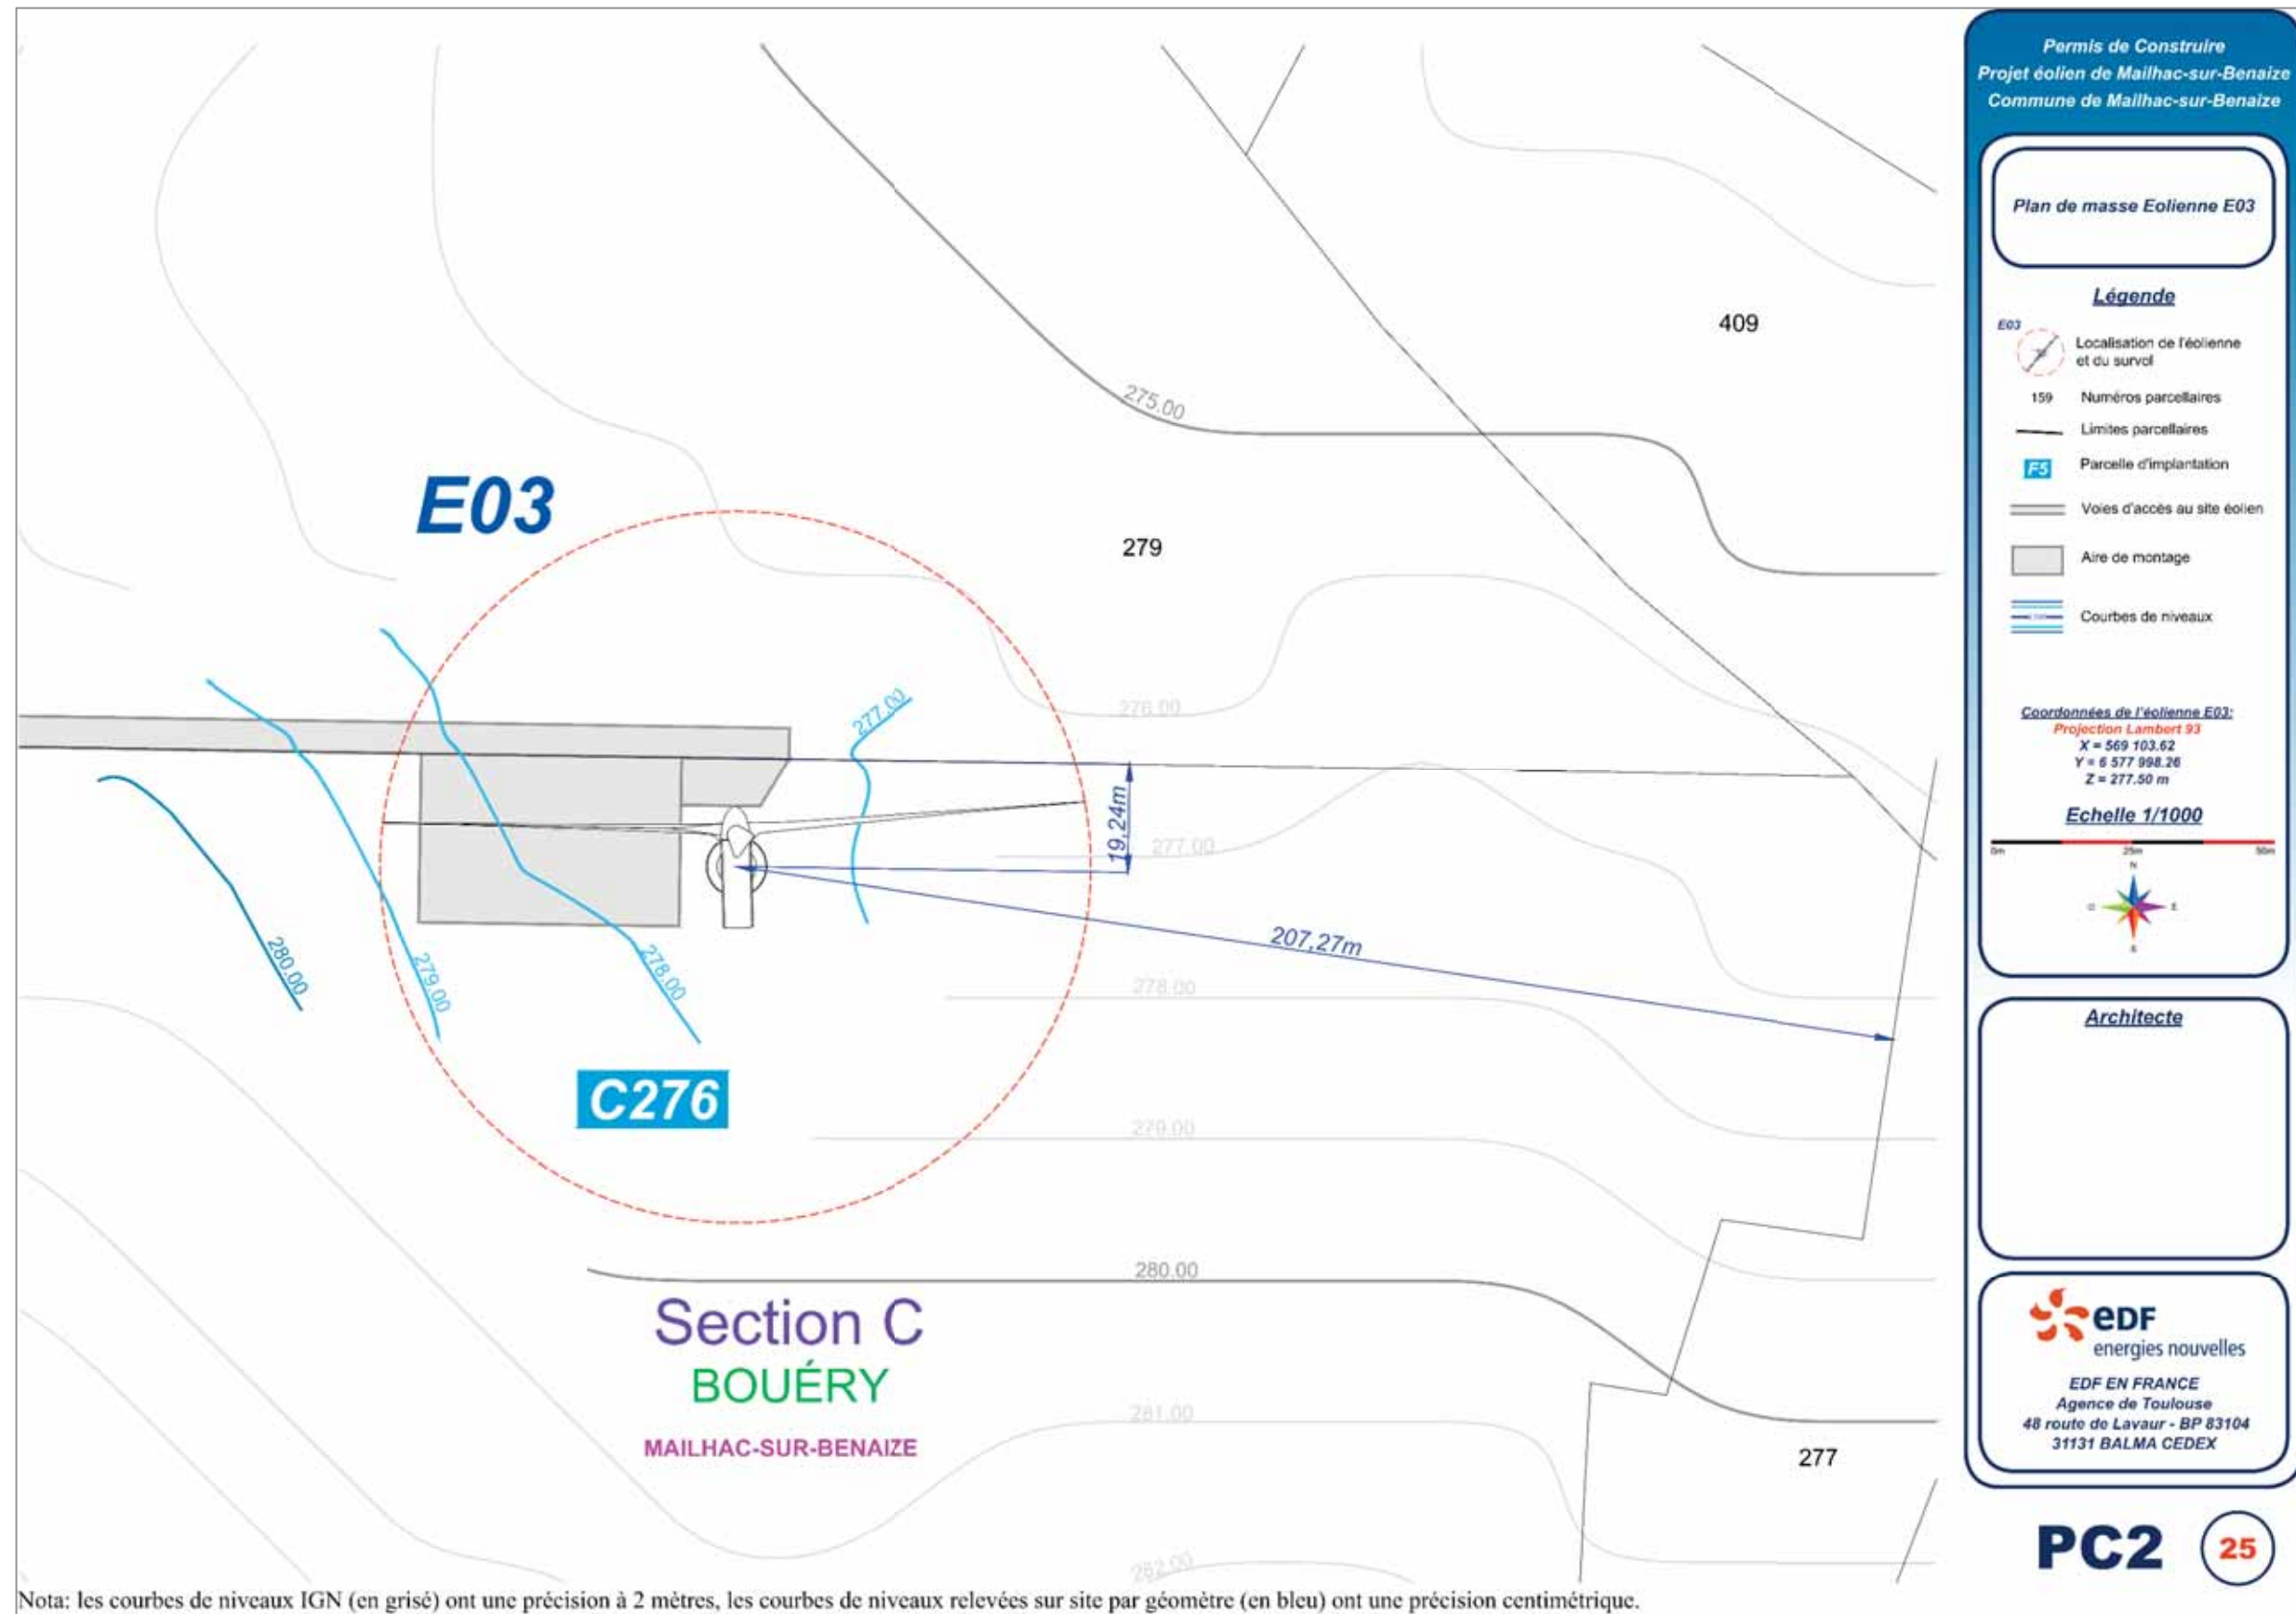 E03
C276
Section C
BOUÉRY
MAILHAC-SUR-BENAIZE
409
279
277
275.00
276.00
277.00
278.00
279.00
280.00
281.00
282.00
277.00
278.00
279.00
280.00
19,24m
207,27m
Nota: les courbes de niveaux IGN (en grisé) ont une précision à 2 mètres, les courbes de niveaux relevées sur site par géomètre (en bleu) ont une précision centimétrique.
Permis de Construire
Projet éolien de Mailhac-sur-Benaize
Commune de Mailhac-sur-Benaize
Plan de masse Eolienne E03
Légende
E03
Localisation de l'éolienne
et du survol
159 Numéros parcellaires
Limites parcellaires
F5 Parcelle d'implantation
Voies d'accès au site éolien
Aire de montage
Courbes de niveaux
Coordonnées de l'éolienne E03:
Projection Lambert 93
X = 569 103.62
Y = 6 577 998.26
Z = 277.50 m
Echelle 1/1000
0m 25m 50m
N
O E
S
Architecte
eDF
energies nouvelles
EDF EN FRANCE
Agence de Toulouse
48 route de Lavaur - BP 83104
31131 BALMA CEDEX
PC2 25